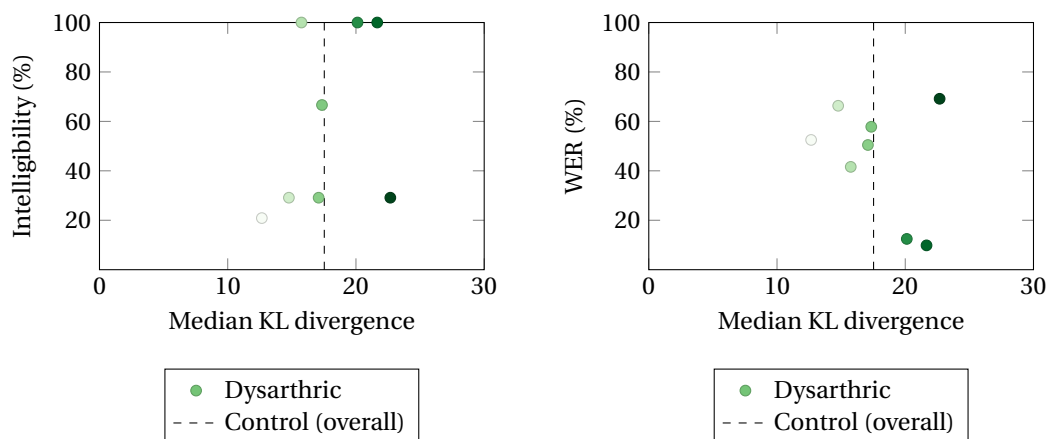 100
80
60
40
20
Intelligibility (%)
0
10
20
30
Median KL divergence
Dysarthric
Control (overall)
100
80
60
40
20
WER (%)
0
10
20
30
Median KL divergence
Dysarthric
Control (overall)